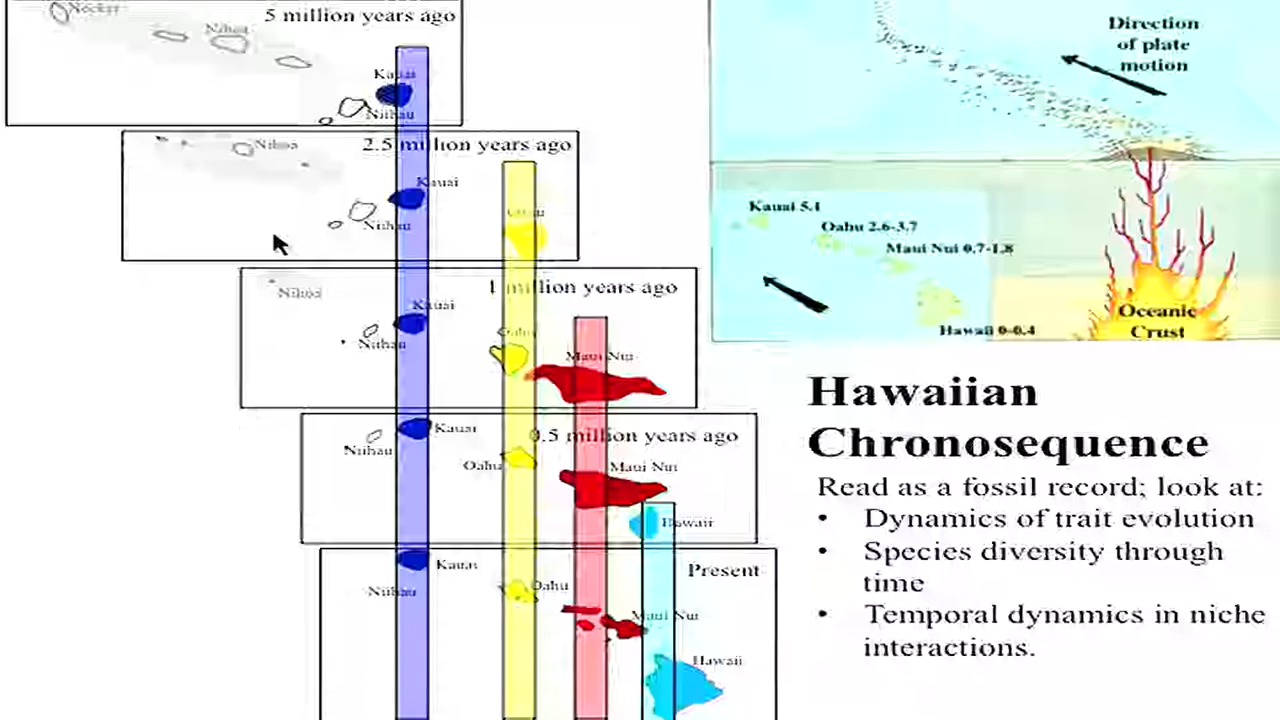 Necker
5 million years ago
Nihoa
Kauai
Niihau
Nihoa
2.5 million years ago
Kauai
Niihau
Nihoa
1 million years ago
Kauai
Oahu
Niihau
Maui Nui
0.5 million years ago
Kauai
Niihau
Oahu
Maui Nui
Hawaii
Present
Kauai
Niihau
Oahu
Maui Nui
Hawaii
Direction
of plate
motion
Kauai 5.1
Oahu 2.6-3.7
Maui Nui 0.7-1.8
Hawaii 0-0.4
Oceanic
Crust
Hawaiian
Chronosequence
Read as a fossil record; look at:
• Dynamics of trait evolution
• Species diversity through
time
• Temporal dynamics in niche
interactions.